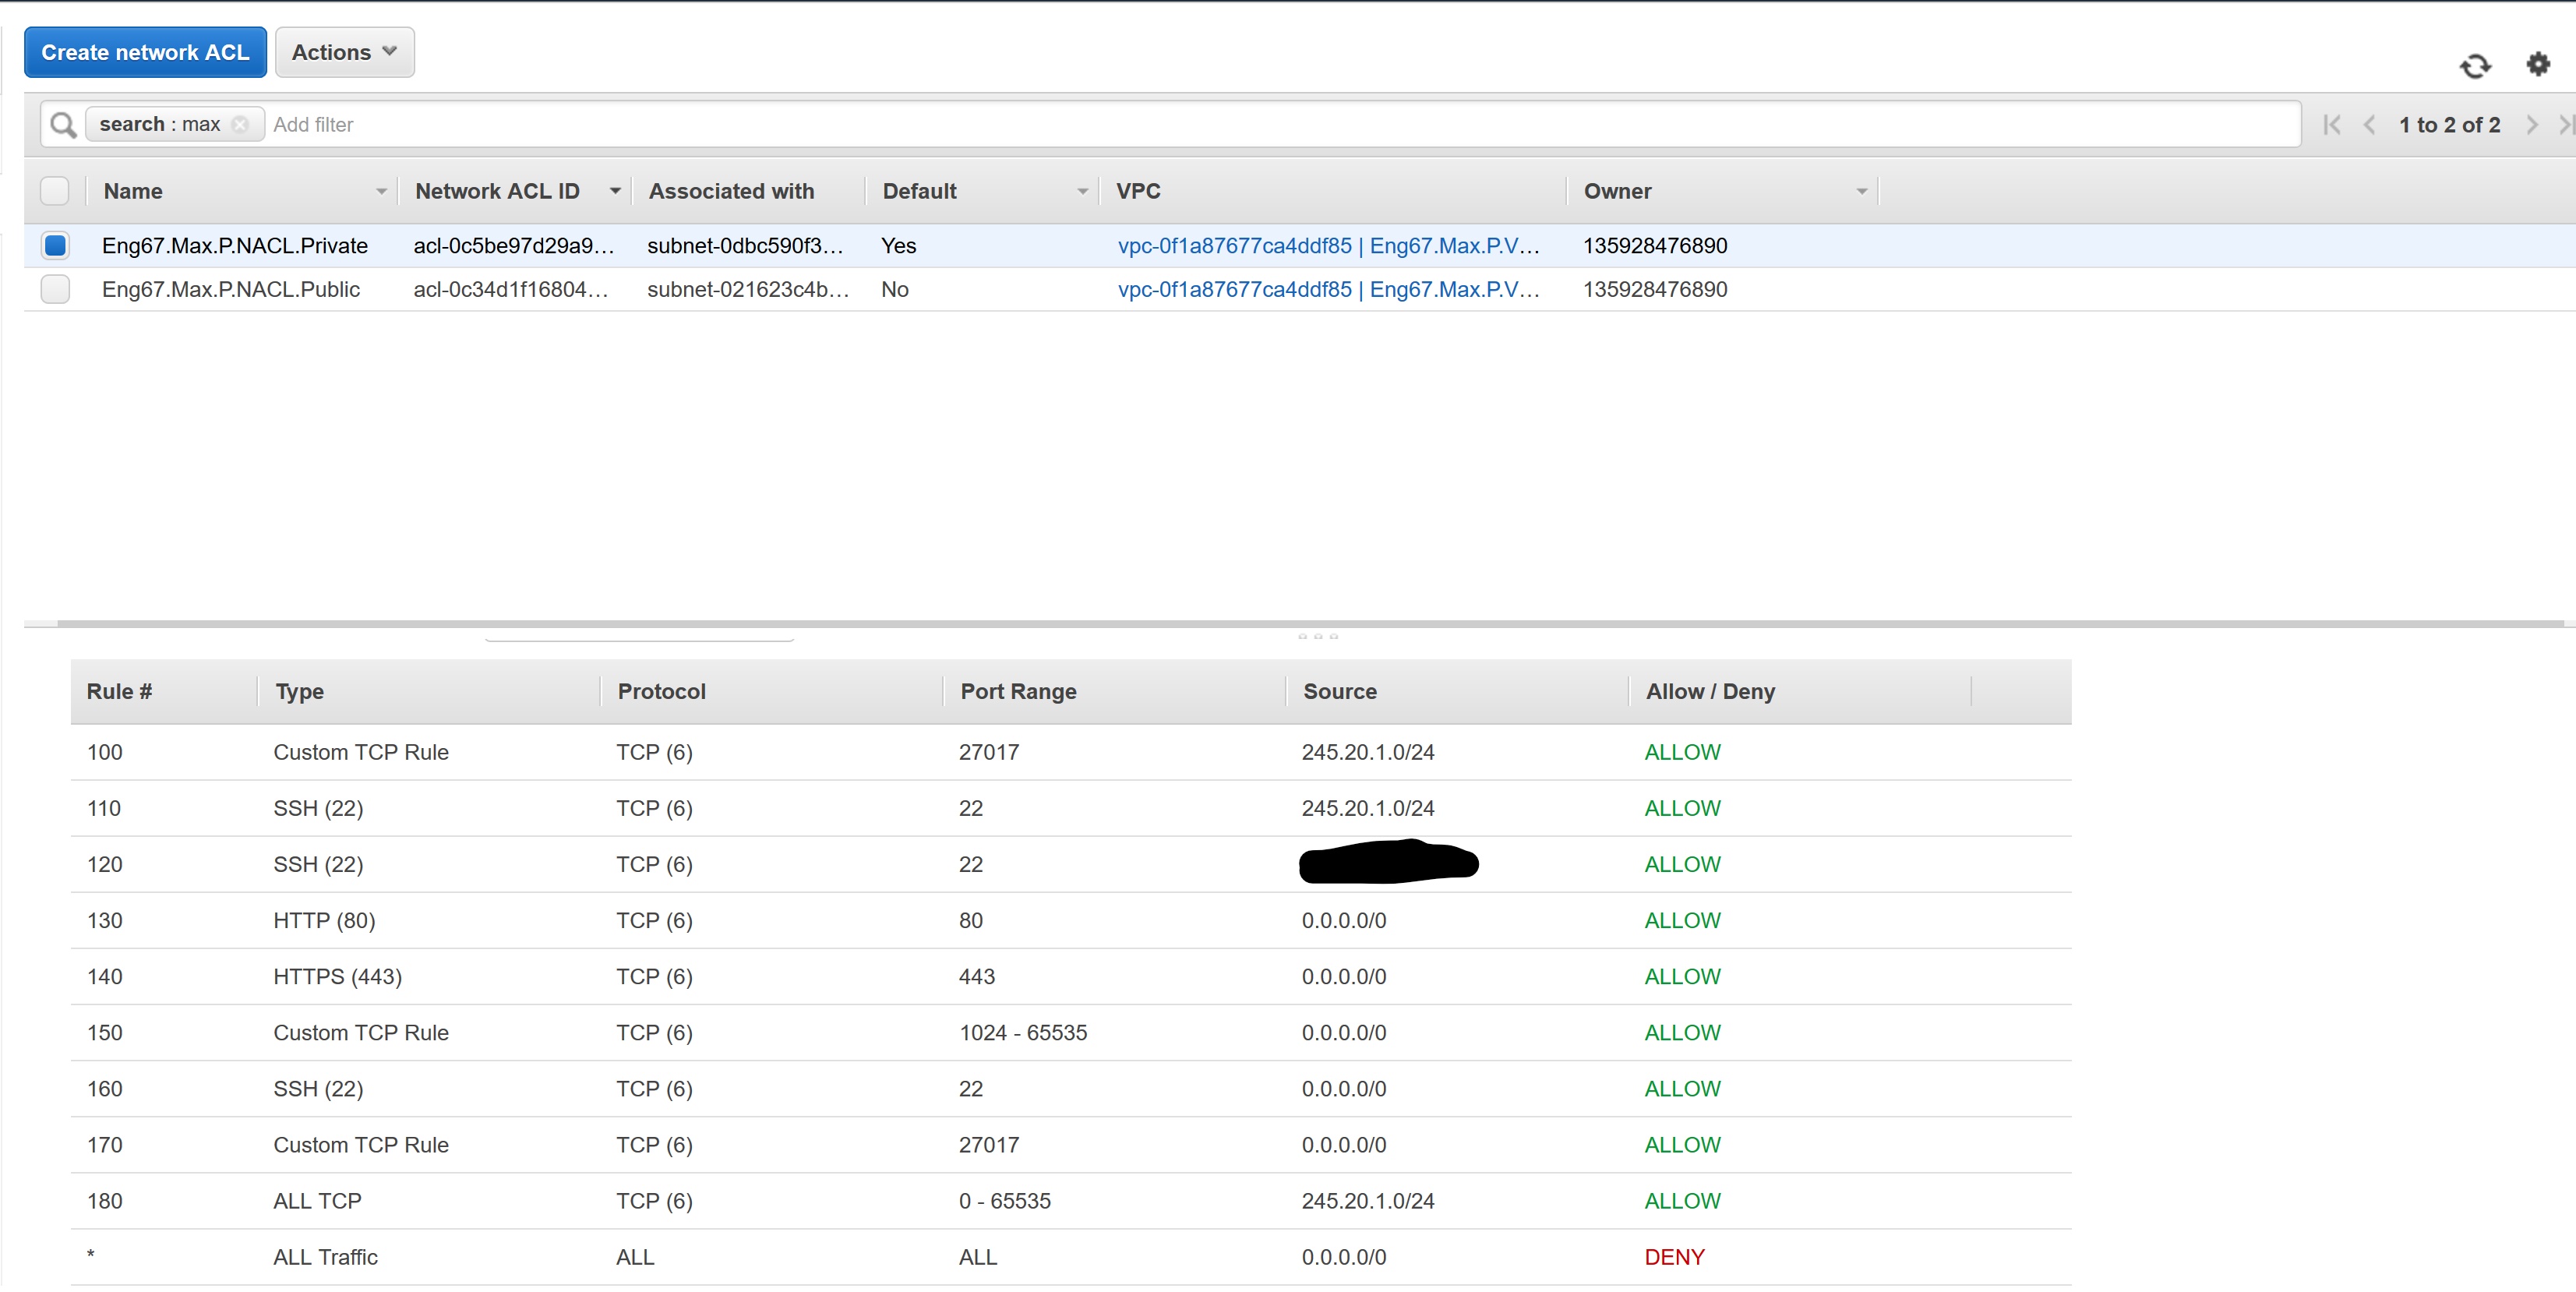 Create network ACL Actions
search : max Add filter 1 to 2 of 2
Name Network ACL ID Associated with Default VPC Owner
Eng67.Max.P.NACL.Private acl-0c5be97d29a9... subnet-0dbc590f3... Yes vpc-0f1a87677ca4ddf85 | Eng67.Max.P.V... 135928476890
Eng67.Max.P.NACL.Public acl-0c34d1f16804... subnet-021623c4b... No vpc-0f1a87677ca4ddf85 | Eng67.Max.P.V... 135928476890
Rule # Type Protocol Port Range Source Allow / Deny
100 Custom TCP Rule TCP (6) 27017 245.20.1.0/24 ALLOW
110 SSH (22) TCP (6) 22 245.20.1.0/24 ALLOW
120 SSH (22) TCP (6) 22 ALLOW
130 HTTP (80) TCP (6) 80 0.0.0.0/0 ALLOW
140 HTTPS (443) TCP (6) 443 0.0.0.0/0 ALLOW
150 Custom TCP Rule TCP (6) 1024 - 65535 0.0.0.0/0 ALLOW
160 SSH (22) TCP (6) 22 0.0.0.0/0 ALLOW
170 Custom TCP Rule TCP (6) 27017 0.0.0.0/0 ALLOW
180 ALL TCP TCP (6) 0 - 65535 245.20.1.0/24 ALLOW
* ALL Traffic ALL ALL 0.0.0.0/0 DENY